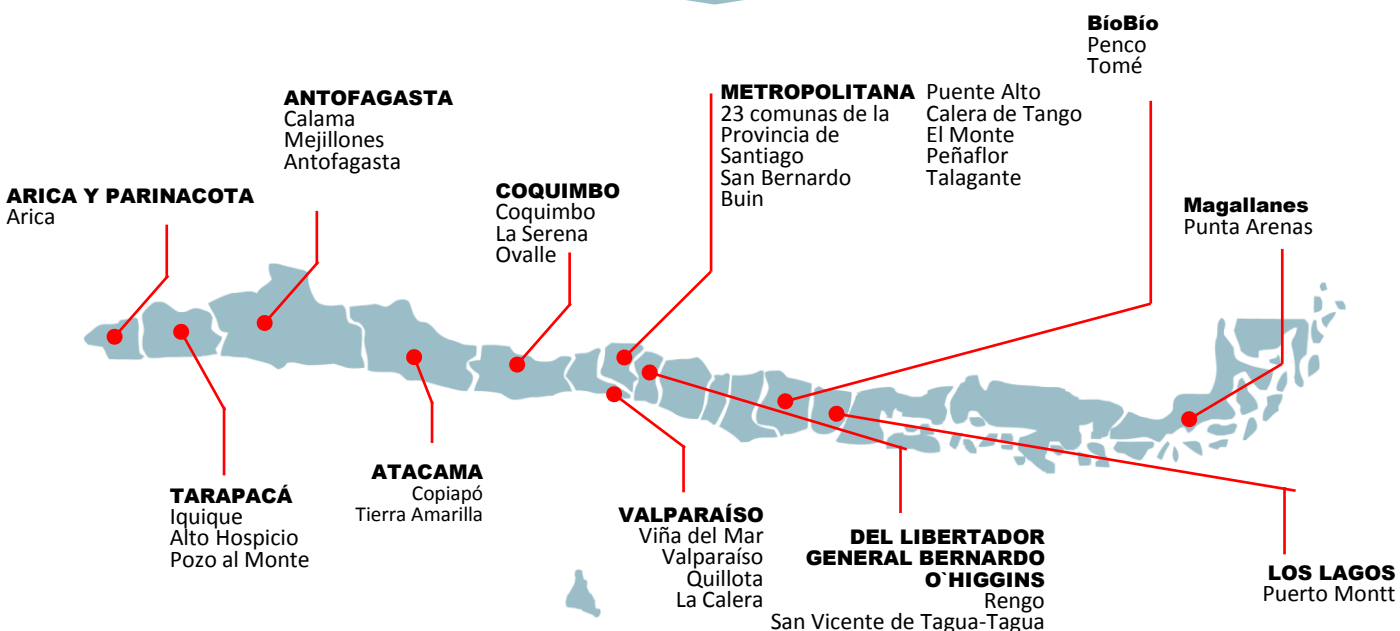 BíoBío
Penco
Tomé
ANTOFAGASTA
Calama
Mejillones
Antofagasta
METROPOLITANA
23 comunas de la
Provincia de
Santiago
San Bernardo
Buin
Puente Alto
Calera de Tango
El Monte
Peñaflor
Talagante
ARICA Y PARINACOTA
Arica
COQUIMBO
Coquimbo
La Serena
Ovalle
Magallanes
Punta Arenas
TARAPACÁ
Iquique
Alto Hospicio
Pozo al Monte
ATACAMA
Copiapó
Tierra Amarilla
VALPARAÍSO
Viña del Mar
Valparaíso
Quillota
La Calera
DEL LIBERTADOR
GENERAL BERNARDO
O`HIGGINS
Rengo
San Vicente de Tagua-Tagua
LOS LAGOS
Puerto Montt